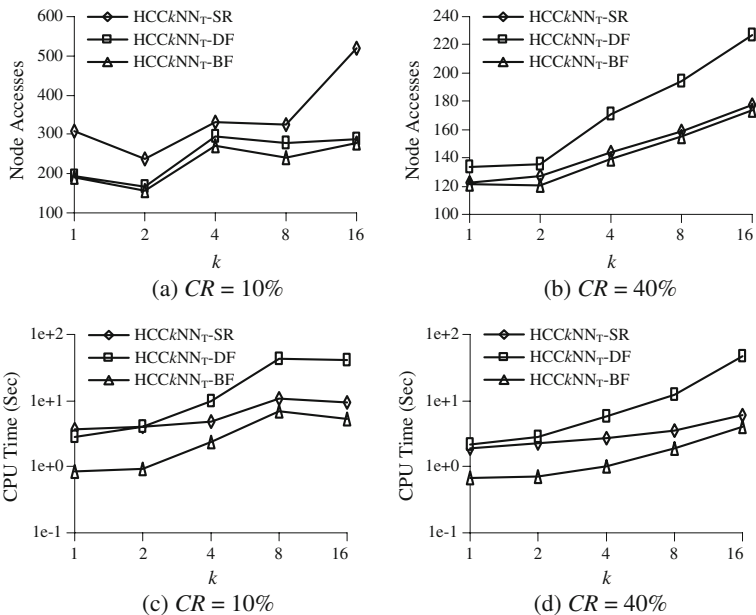 600
500
400
300
200
100
Node Accesses
HCCkNNT-SR
HCCkNNT-DF
HCCkNNT-BF
1 2 4 8 16
k
(a) CR = 10%
240
220
200
180
160
140
120
100
Node Accesses
HCCkNNT-SR
HCCkNNT-DF
HCCkNNT-BF
1 2 4 8 16
k
(b) CR = 40%
1e+2
1e+1
1e+0
1e-1
CPU Time (Sec)
HCCkNNT-SR
HCCkNNT-DF
HCCkNNT-BF
1 2 4 8 16
k
(c) CR = 10%
1e+2
1e+1
1e+0
1e-1
CPU Time (Sec)
HCCkNNT-SR
HCCkNNT-DF
HCCkNNT-BF
1 2 4 8 16
k
(d) CR = 40%